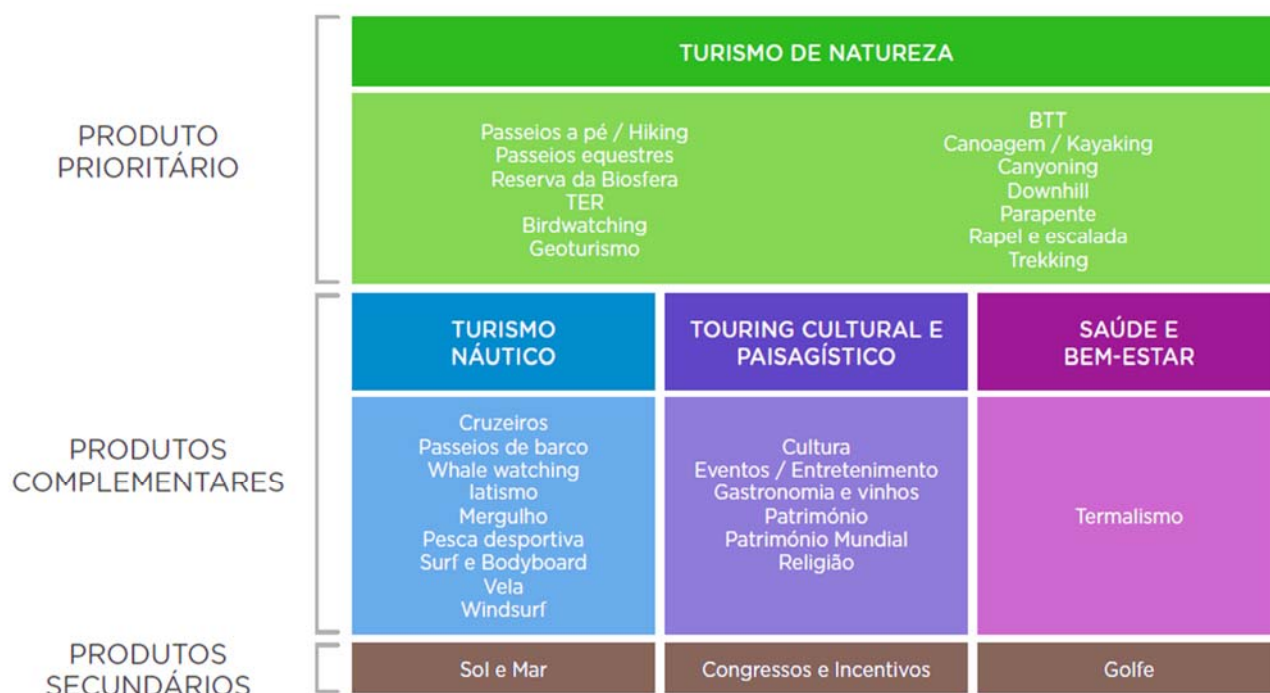 TURISMO DE NATUREZA
PRODUTO
PRIORITÁRIO
Passeios a pé / Hiking
Passeios equestres
Reserva da Biosfera
TER
Birdwatching
Geoturismo
BTT
Canoagem / Kayaking
Canyoning
Downhill
Parapente
Rapel e escalada
Trekking
TURISMO
NÁUTICO
TOURING CULTURAL E
PAISAGÍSTICO
SAÚDE E
BEM-ESTAR
PRODUTOS
COMPLEMENTARES
Cruzeiros
Passeios de barco
Whale watching
Iatismo
Mergulho
Pesca desportiva
Surf e Bodyboard
Vela
Windsurf
Cultura
Eventos / Entretenimento
Gastronomia e vinhos
Património
Património Mundial
Religião
Termalismo
PRODUTOS
SECUNDÁRIOS
Sol e Mar
Congressos e Incentivos
Golfe